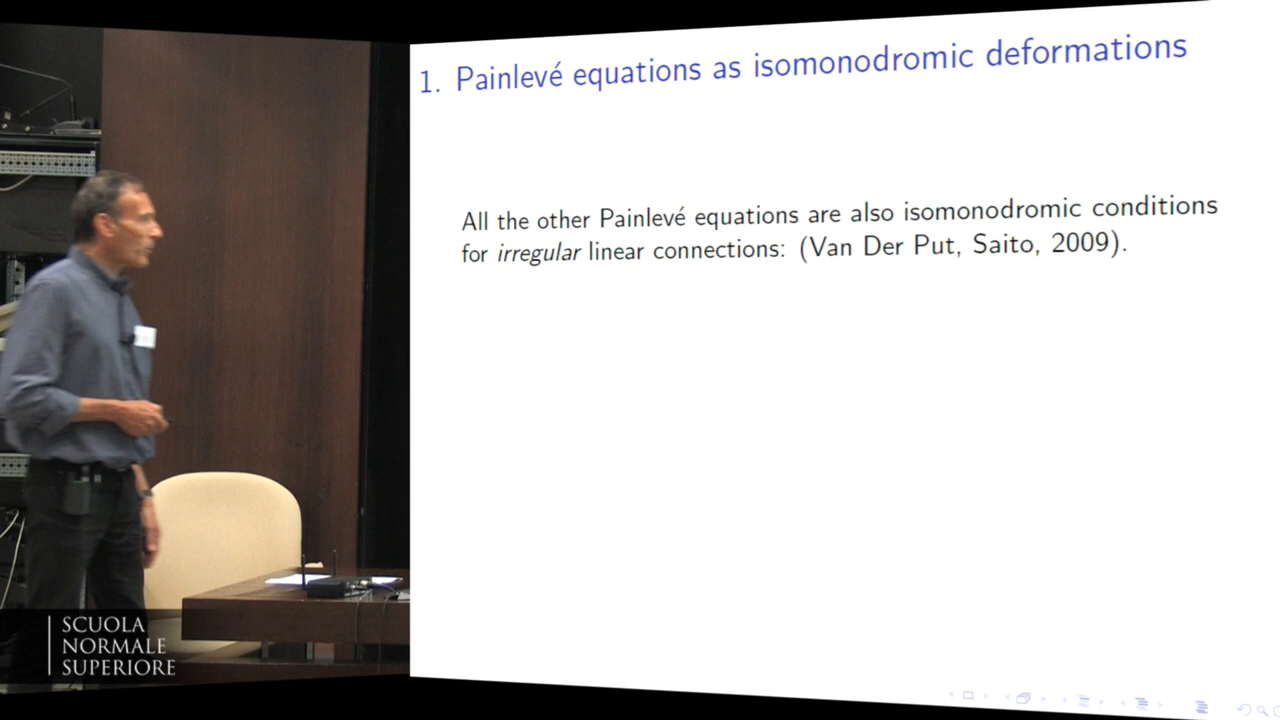 1. Painlevé equations as isomonodromic deformations
All the other Painlevé equations are also isomonodromic conditions
for irregular linear connections: (Van Der Put, Saito, 2009).
SCUOLA
NORMALE
SUPERIORE